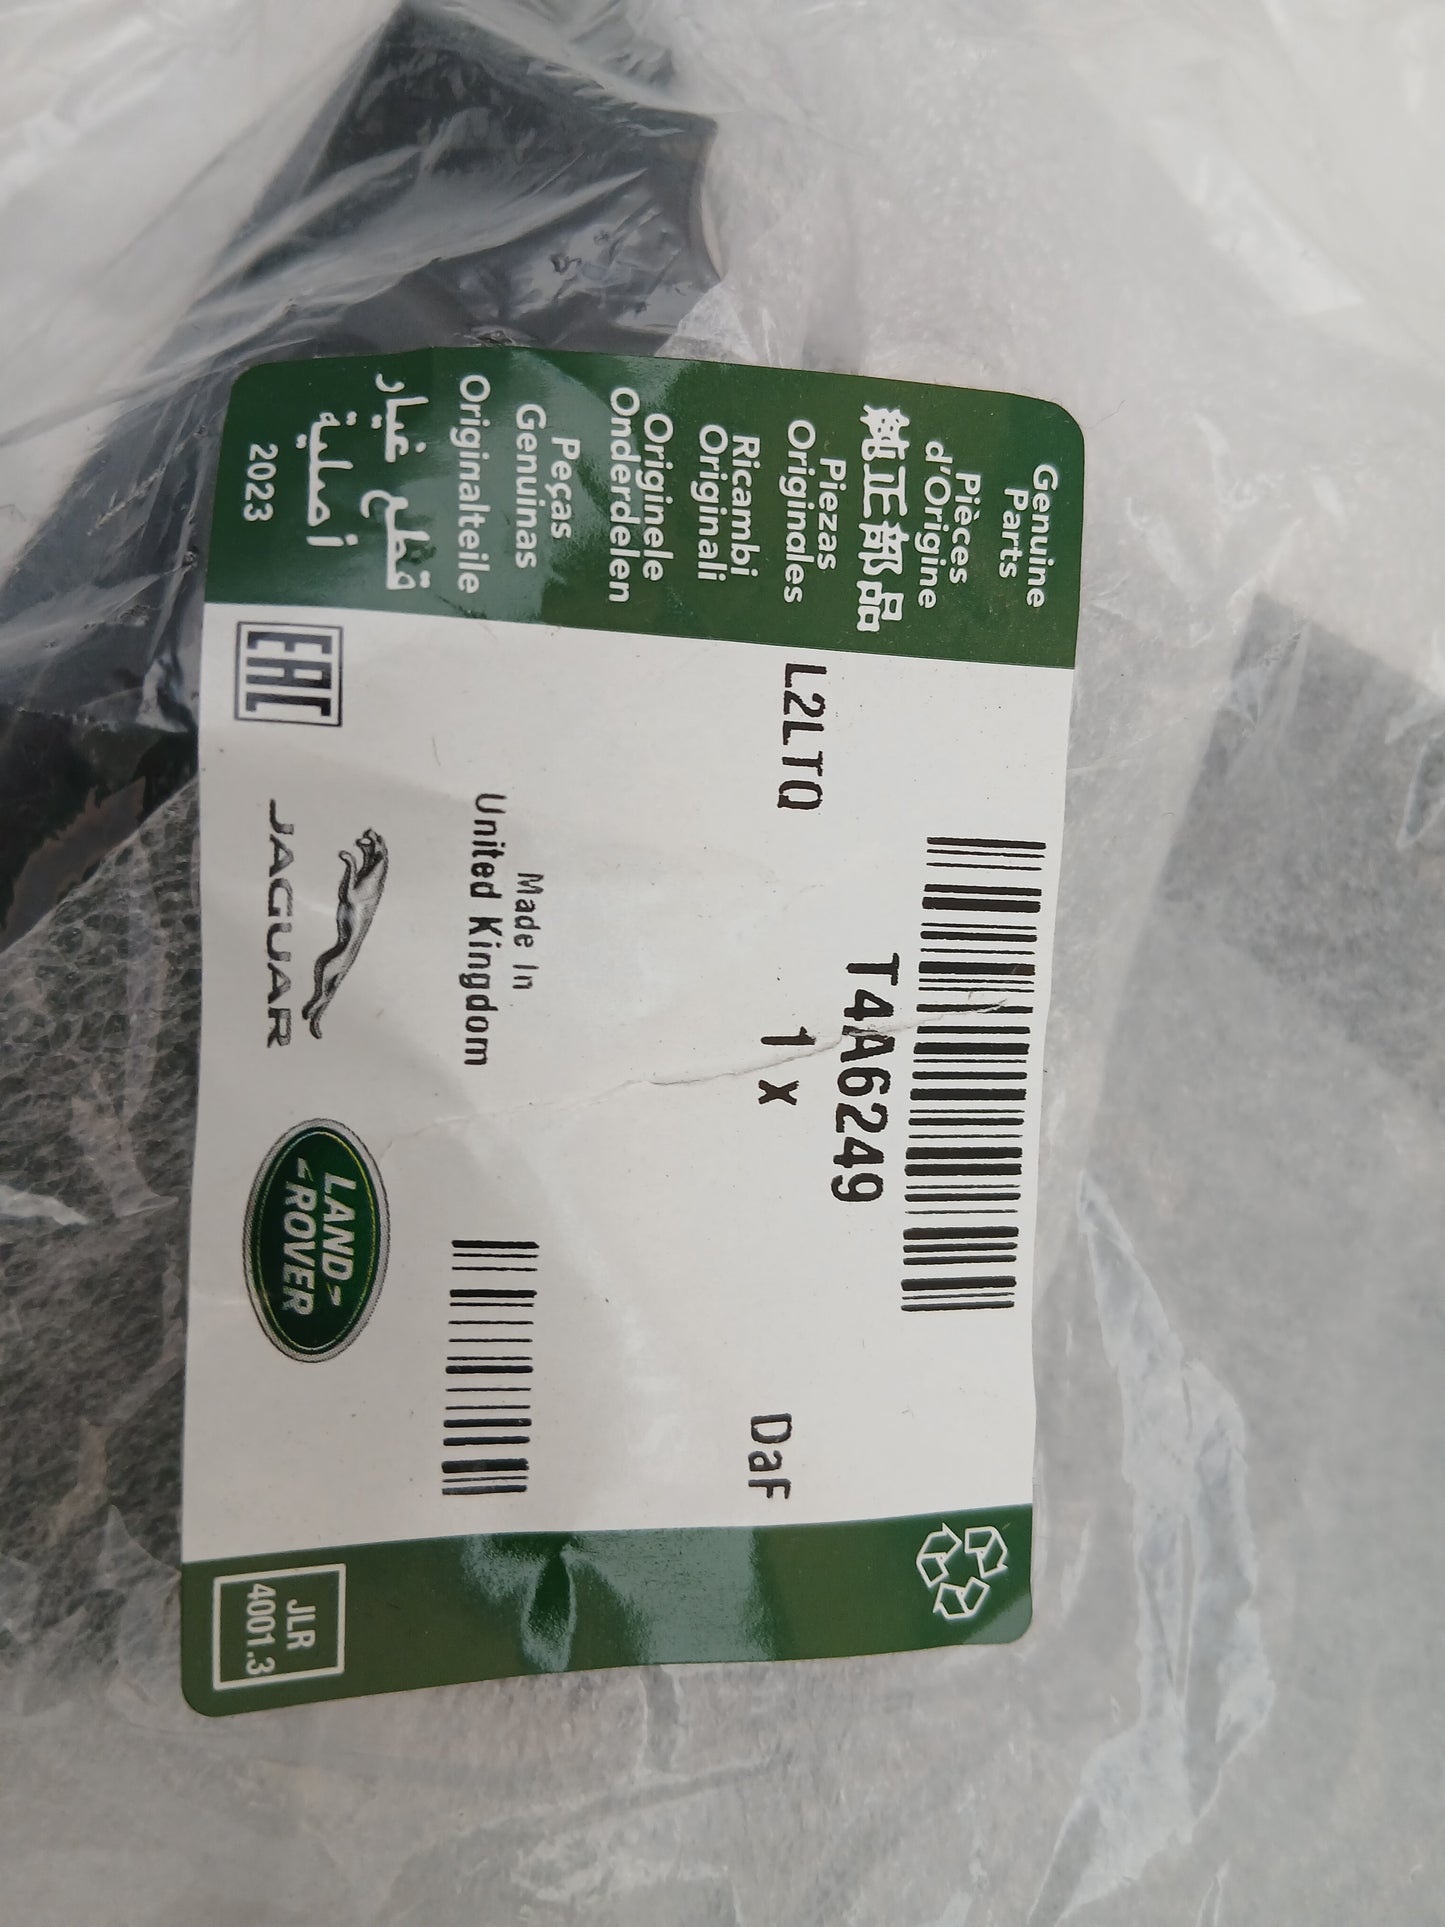 Genuine
Parts
Pièces
d'Origine
純正部品
Piezas
Originales
Ricambi
Originali
Originele
Onderdelen
Peças
Genuinas
Originalteile
قطع غيار
أصلية
2023
T4A6249
L2LTQ
1 x
DaF
Made In
United Kingdom
EAC
JAGUAR
LAND
ROVER
JLR
4001.3